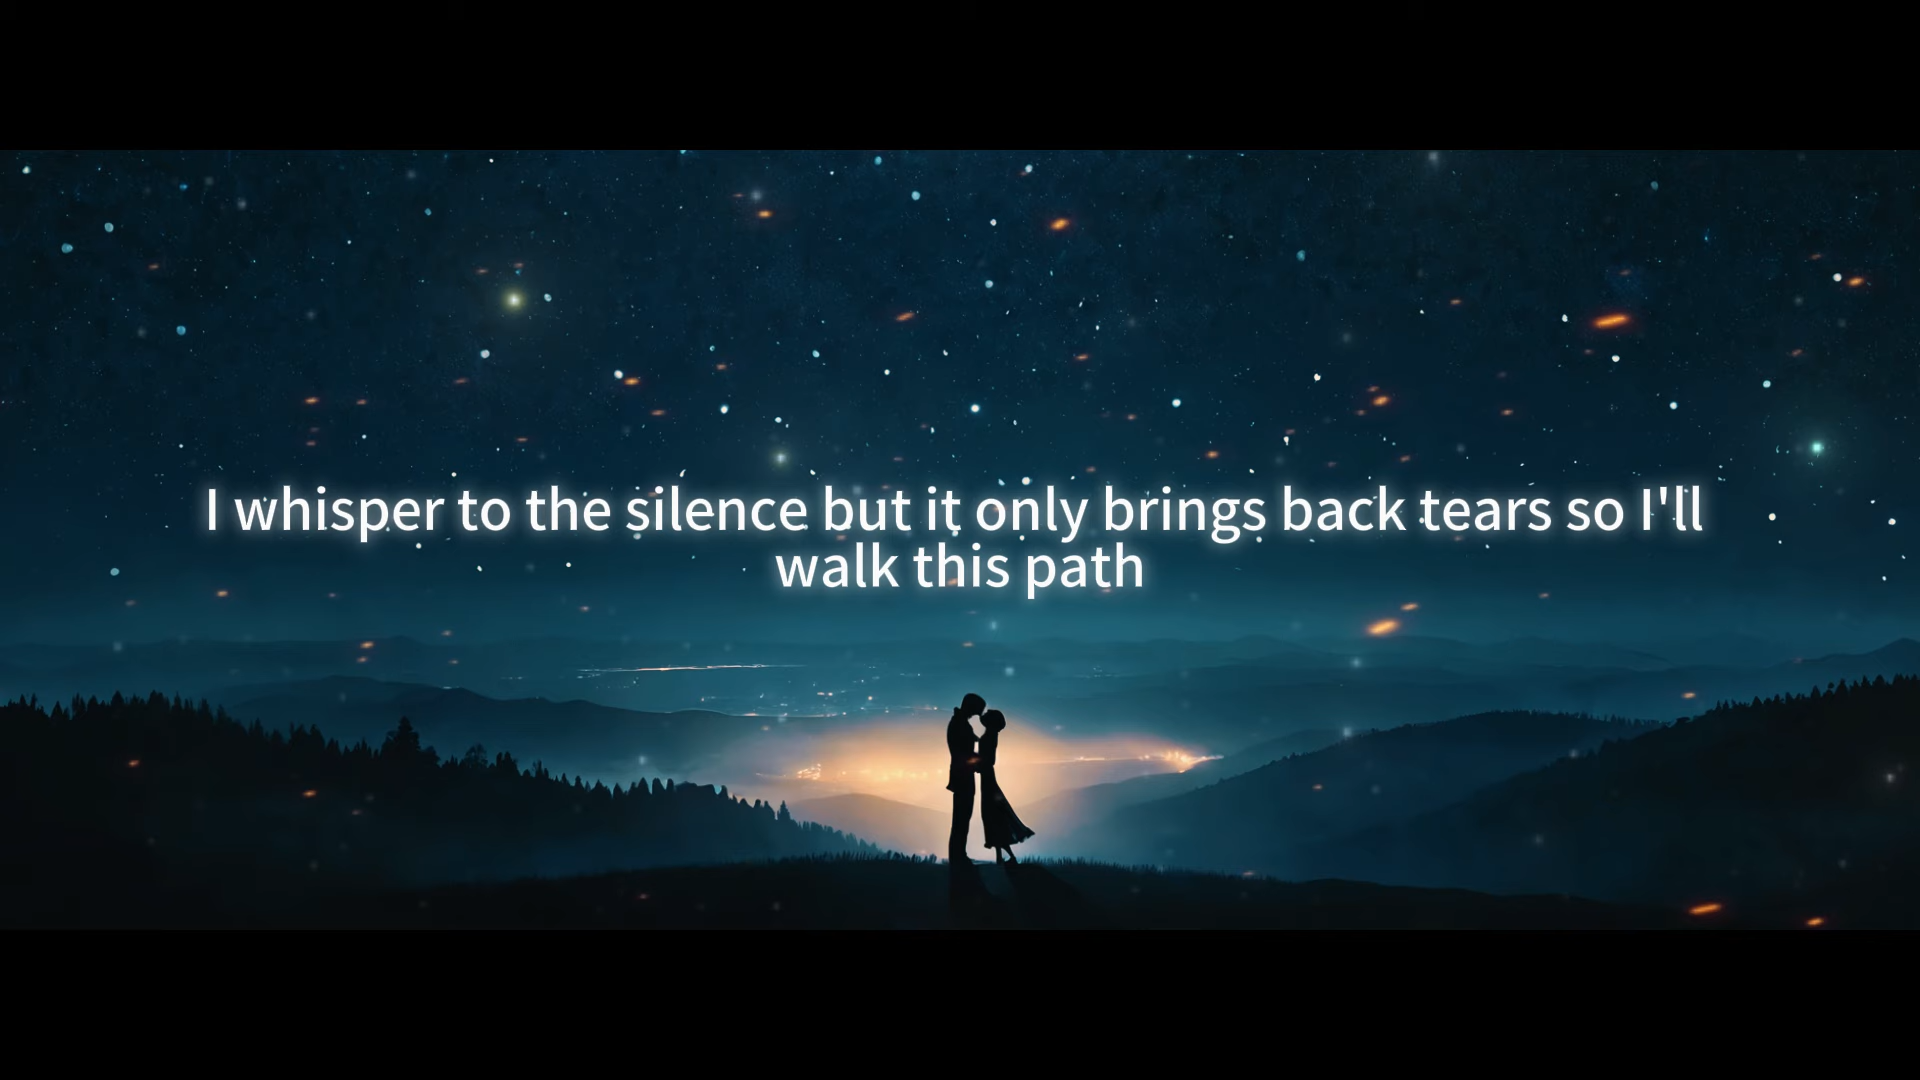 I whisper to the silence but it only brings back tears so I'll
walk this path